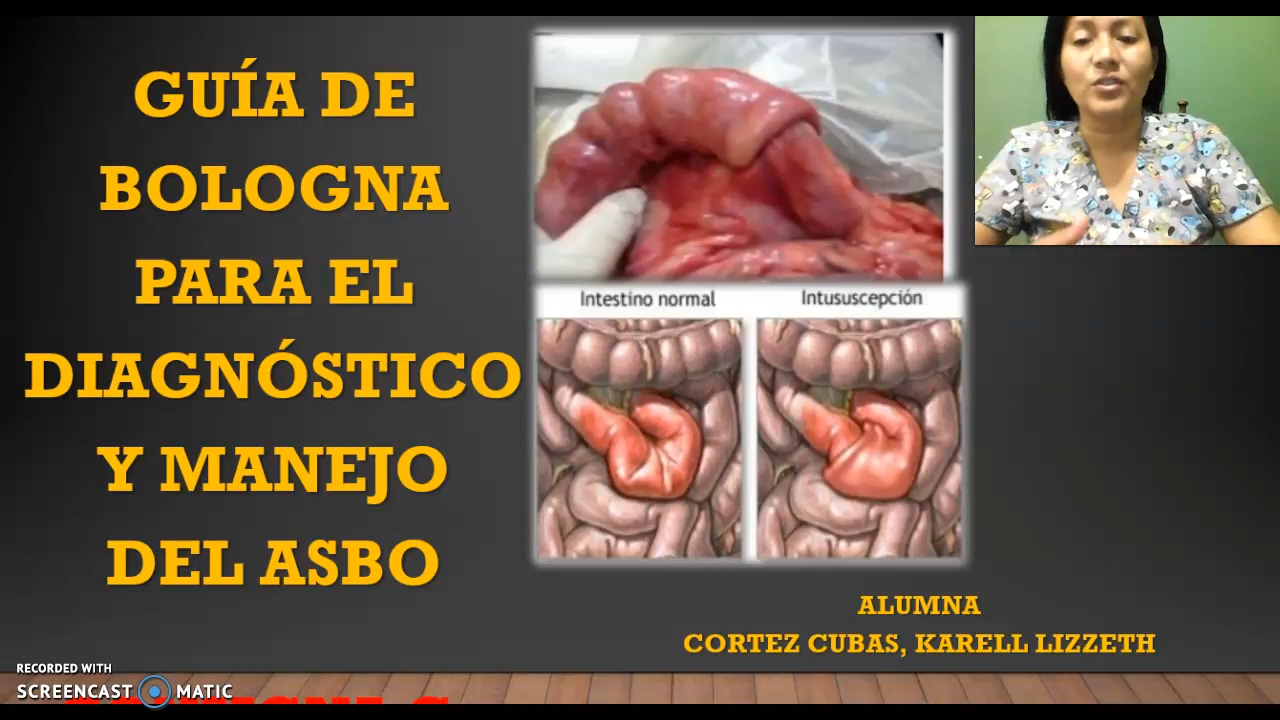 GUÍA DE
BOLOGNA
PARA EL
DIAGNÓSTICO
Y MANEJO
DEL ASBO
Intestino normal
Intususcepción
ALUMNA
CORTEZ CUBAS, KARELL LIZZETH
RECORDED WITH
SCREENCAST MATIC